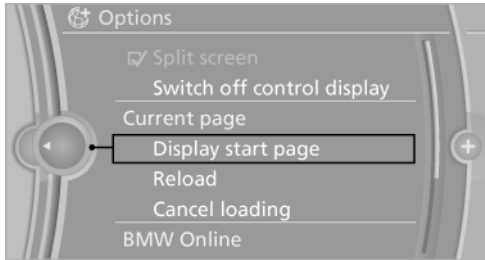 Options
Split screen
Switch off control display
Current page
Display start page
Reload
Cancel loading
BMW Online